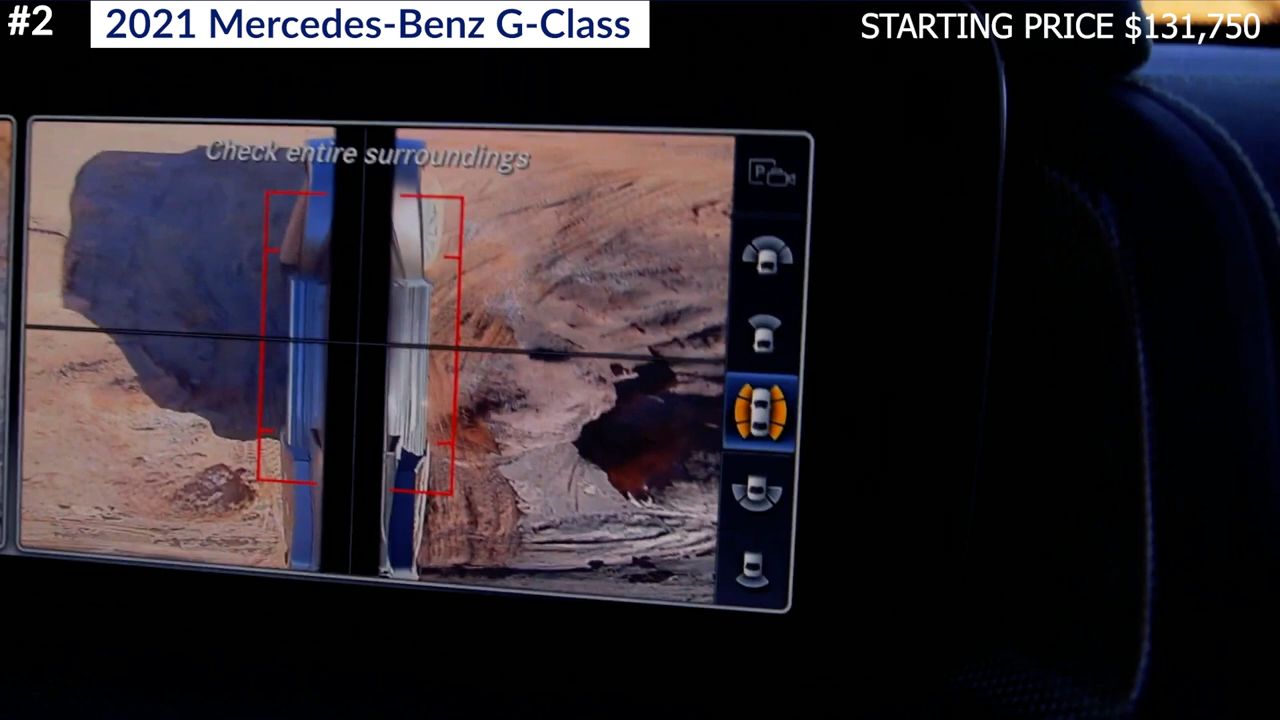 #2
2021 Mercedes-Benz G-Class
STARTING PRICE $131,750
Check entire surroundings
P